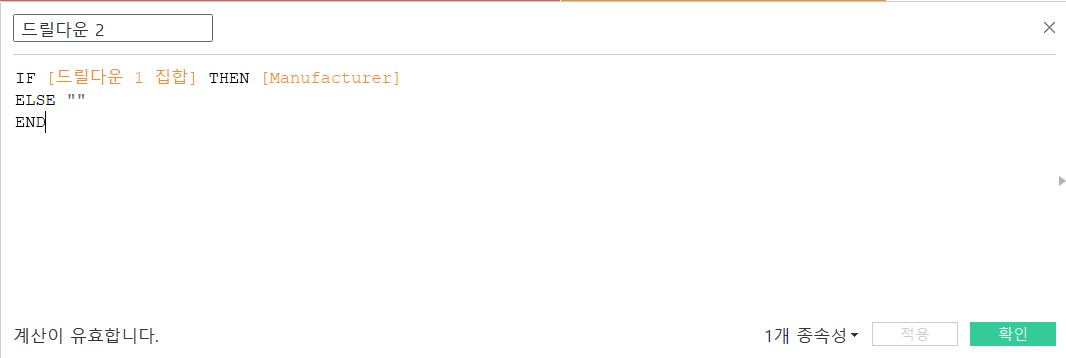 드릴다운 2
IF [드릴다운 1 집합] THEN [Manufacturer]
ELSE ""
END
계산이 유효합니다.
1개 종속성
적용
확인